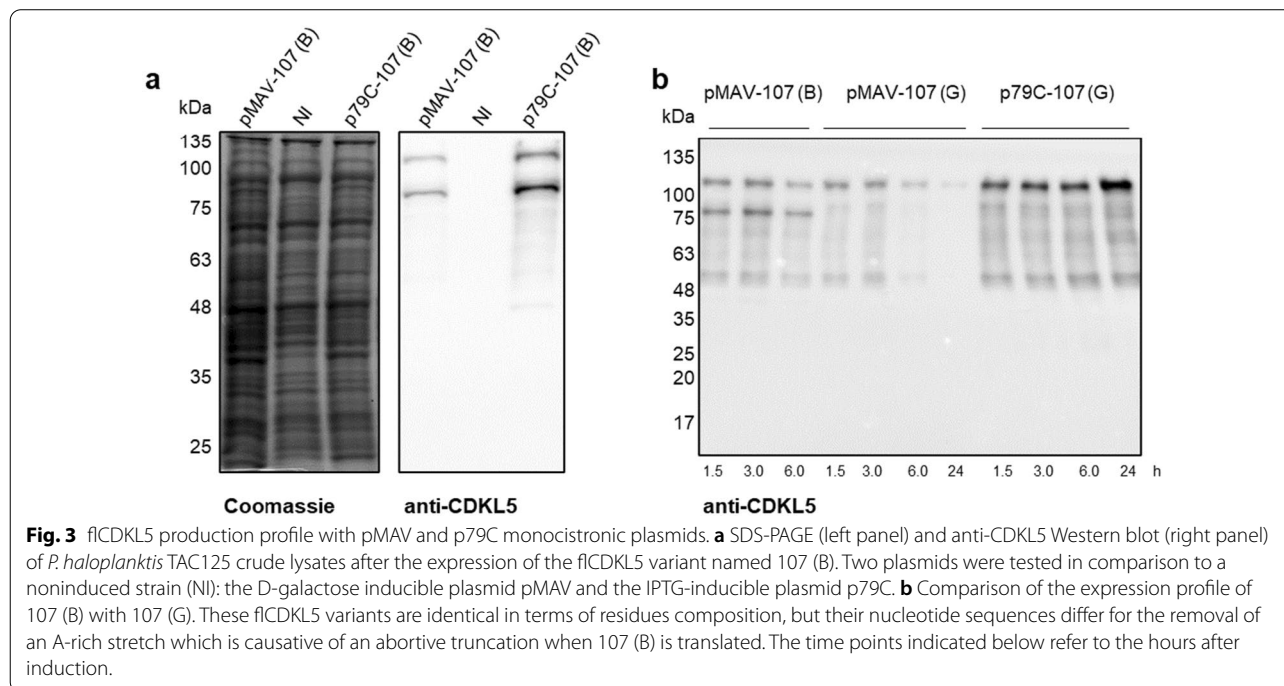 a
pMAV-107 (B)
NI
p79C-107 (B)
pMAV-107 (B)
NI
p79C-107 (B)
kDa
135
100
75
63
48
35
25
Coomassie
anti-CDKL5
b
pMAV-107 (B)
pMAV-107 (G)
p79C-107 (G)
kDa
135
100
75
63
48
35
25
20
17
1.5 3.0 6.0 1.5 3.0 6.0 24 1.5 3.0 6.0 24 h
anti-CDKL5
Fig. 3 flCDKL5 production profile with pMAV and p79C monocistronic plasmids. a SDS-PAGE (left panel) and anti-CDKL5 Western blot (right panel)
of P. haloplanktis TAC125 crude lysates after the expression of the flCDKL5 variant named 107 (B). Two plasmids were tested in comparison to a
noninduced strain (NI): the D-galactose inducible plasmid pMAV and the IPTG-inducible plasmid p79C. b Comparison of the expression profile of
107 (B) with 107 (G). These flCDKL5 variants are identical in terms of residues composition, but their nucleotide sequences differ for the removal of
an A-rich stretch which is causative of an abortive truncation when 107 (B) is translated. The time points indicated below refer to the hours after
induction.